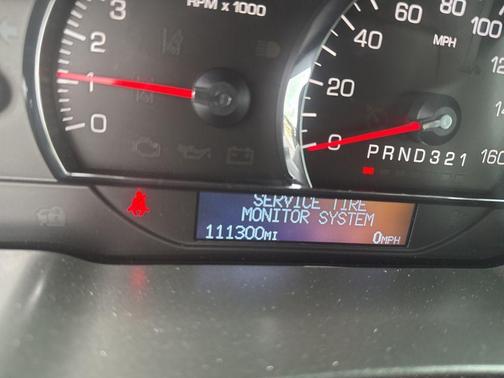 3
2
1
0
RPM x 1000
80
60
40
20
0
MPH
160
PRND321
SERVICE TIRE
MONITOR SYSTEM
111300MI 0MPH